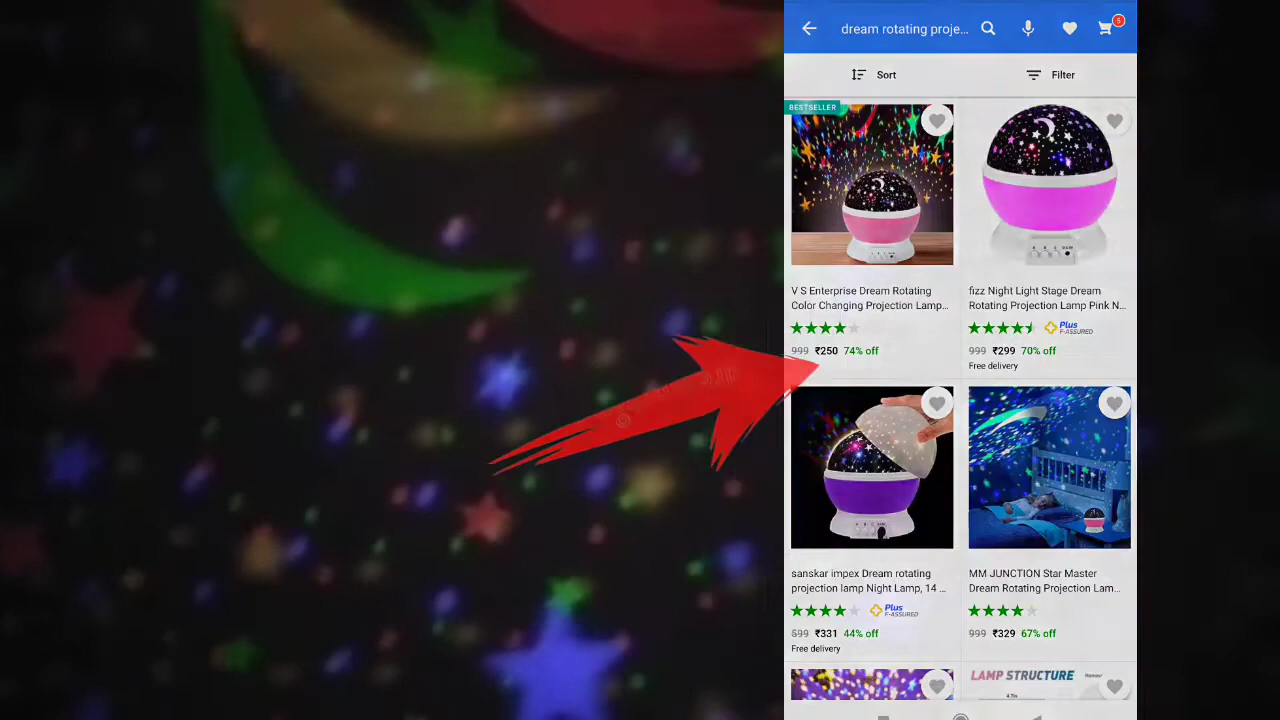 dream rotating proje...
5
Sort
Filter
BESTSELLER
V S Enterprise Dream Rotating
Color Changing Projection Lamp...
999 ₹250 74% off
fizz Night Light Stage Dream
Rotating Projection Lamp Pink N...
Plus
F-ASSURED
999 ₹299 70% off
Free delivery
sanskar impex Dream rotating
projection lamp Night Lamp, 14 ...
Plus
F-ASSURED
599 ₹331 44% off
Free delivery
MM JUNCTION Star Master
Dream Rotating Projection Lam...
999 ₹329 67% off
LAMP STRUCTURE